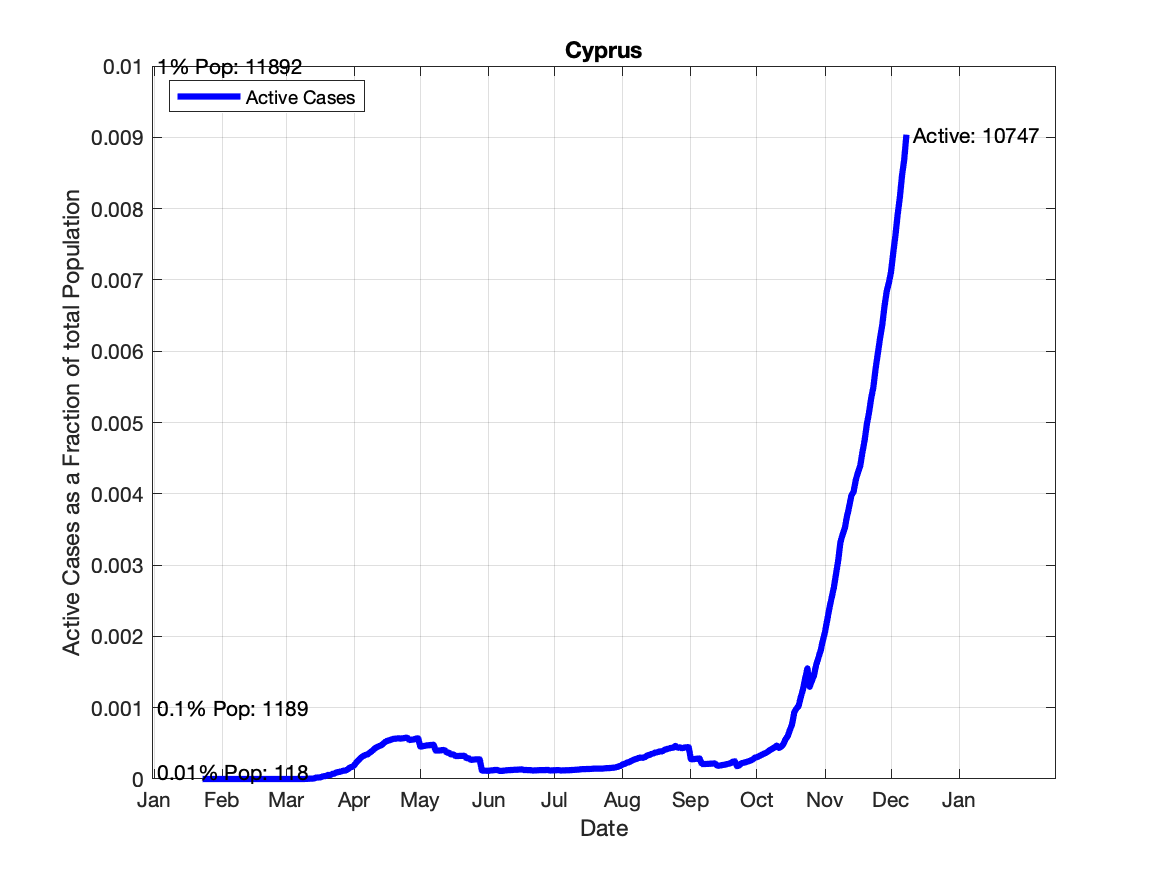 Cyprus
0.01
1% Pop: 11892
Active Cases
0.009
Active: 10747
0.008
0.007
0.006
0.005
0.004
0.003
0.002
0.001
0.1% Pop: 1189
0.01% Pop: 118
0
Active Cases as a Fraction of total Population
Jan Feb Mar Apr May Jun Jul Aug Sep Oct Nov Dec Jan
Date